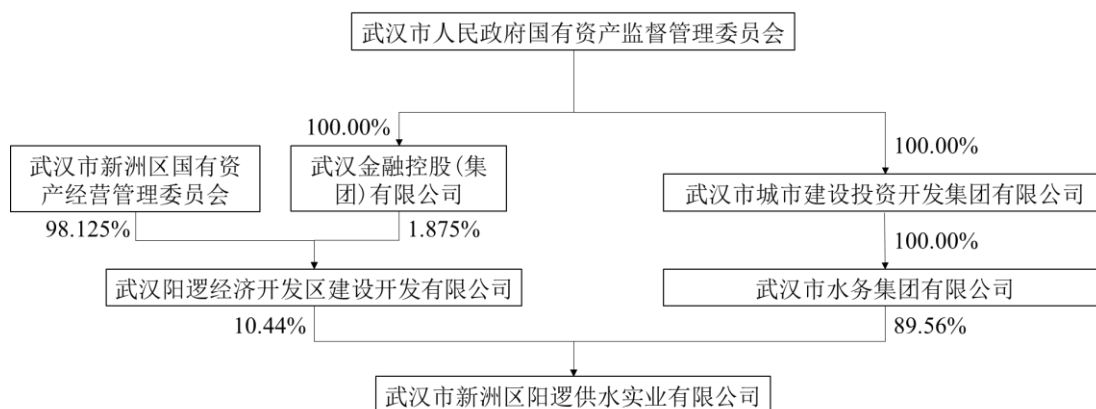 武汉市人民政府国有资产监督管理委员会
100.00%
100.00%
武汉市新洲区国有资
产经营管理委员会
武汉金融控股(集
团)有限公司
武汉市城市建设投资开发集团有限公司
98.125%
1.875%
100.00%
武汉阳逻经济开发区建设开发有限公司
武汉市水务集团有限公司
10.44%
89.56%
武汉市新洲区阳逻供水实业有限公司